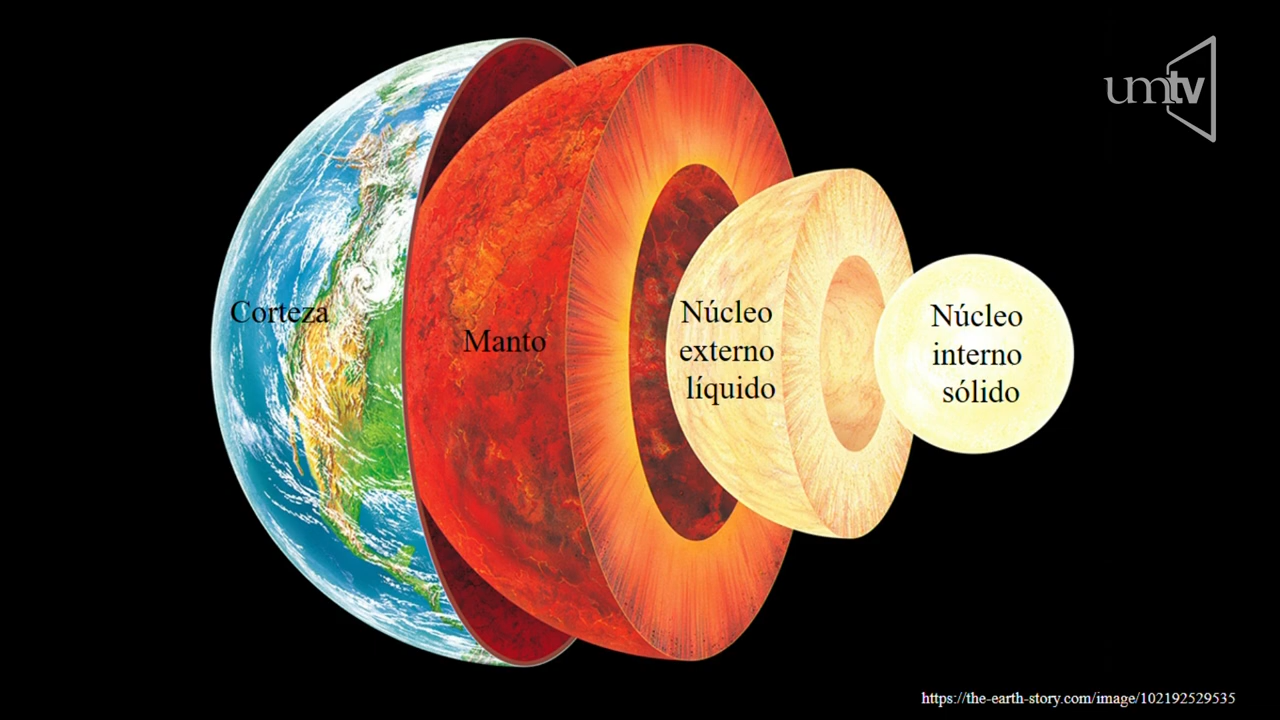 umtv
Corteza
Manto
Núcleo
externo
líquido
Núcleo
interno
sólido
https://the-earth-story.com/image/102192529535